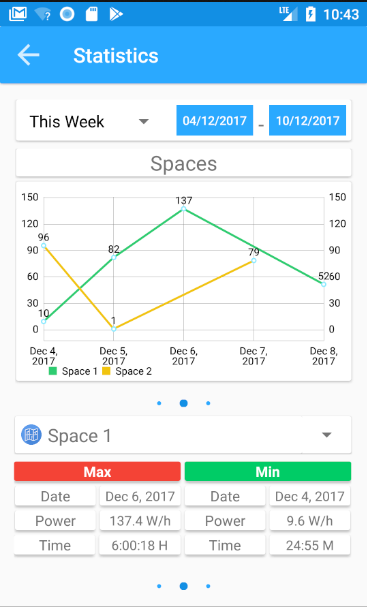 LTE 10:43
Statistics
This Week 04/12/2017 - 10/12/2017
Spaces
150 137 150
120 120
96 82 79
90 90
60 5260
30 30
10 1
0 0
Dec 4, 2017 Dec 5, 2017 Dec 6, 2017 Dec 7, 2017 Dec 8, 2017
Space 1 Space 2
Space 1
Max Min
Date Dec 6, 2017 Date Dec 4, 2017
Power 137.4 W/h Power 9.6 W/h
Time 6:00:18 H Time 24:55 M